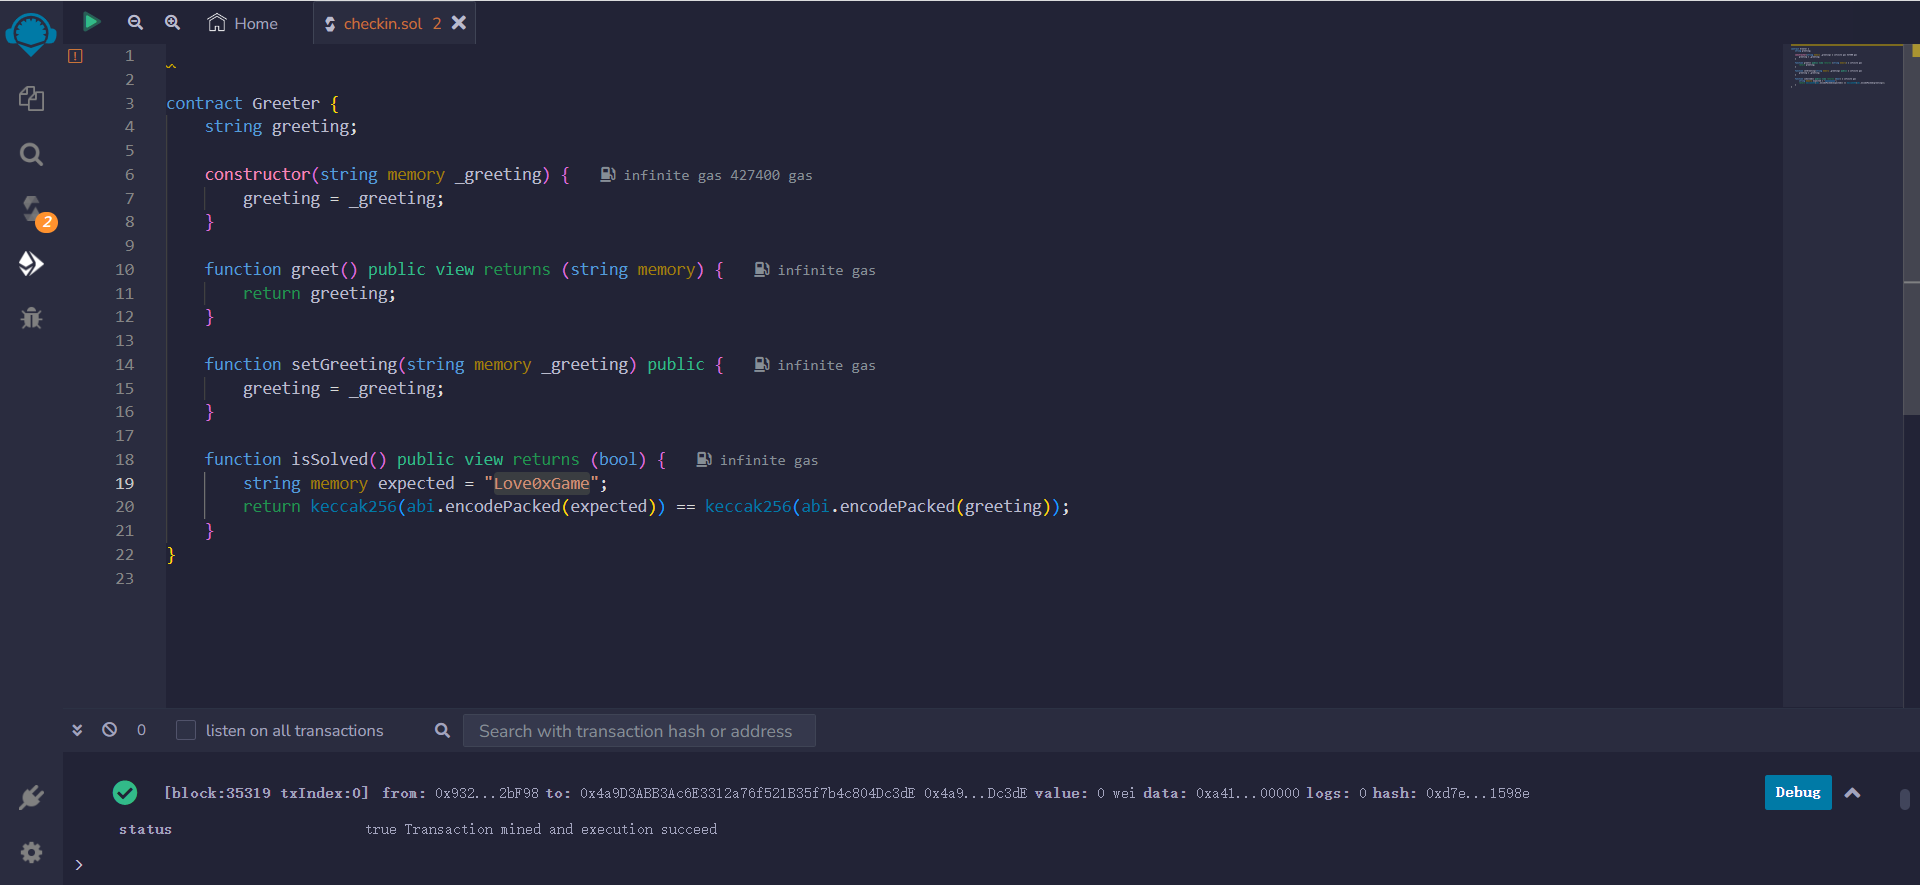 Home
checkin.sol 2
1
2
3 contract Greeter {
4 string greeting;
5
6 constructor(string memory _greeting) { infinite gas 427400 gas
7 greeting = _greeting;
8 }
9
10 function greet() public view returns (string memory) { infinite gas
11 return greeting;
12 }
13
14 function setGreeting(string memory _greeting) public { infinite gas
15 greeting = _greeting;
16 }
17
18 function isSolved() public view returns (bool) { infinite gas
19 string memory expected = "Love0xGame";
20 return keccak256(abi.encodePacked(expected)) == keccak256(abi.encodePacked(greeting));
21 }
22 }
23
2
0 listen on all transactions Search with transaction hash or address
[block:35319 txIndex:0] from: 0x932...2bF98 to: 0x4a9D3ABB3Ac6E3312a76f521B35f7b4c804Dc3dE 0x4a9...Dc3dE value: 0 wei data: 0xa41...00000 logs: 0 hash: 0xd7e...1598e Debug
status true Transaction mined and execution succeed
>